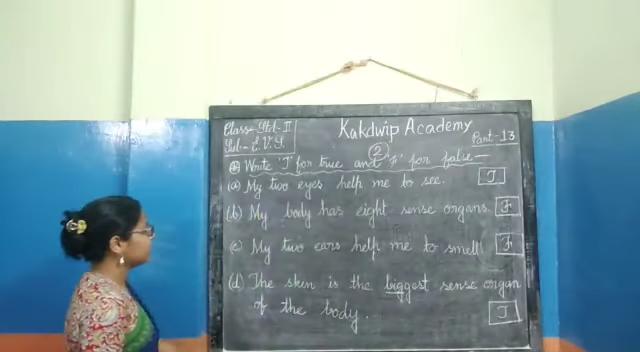 Class- Std-II
Sub- E.V.S.
Kakdwip Academy
Part-13
2
Write 'T' for true and 'F' for false—
(a) My two eyes help me to see. T
(b) My body has eight sense organs. F
(c) My two ears help me to smell. F
(d) The skin is the biggest sense organ
of the body. T